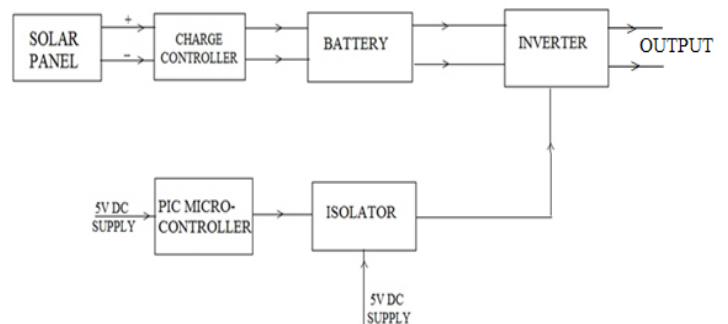 SOLAR
PANEL
+
−
CHARGE
CONTROLLER
BATTERY
INVERTER
OUTPUT
5V DC
SUPPLY
PIC MICRO-
CONTROLLER
ISOLATOR
5V DC
SUPPLY